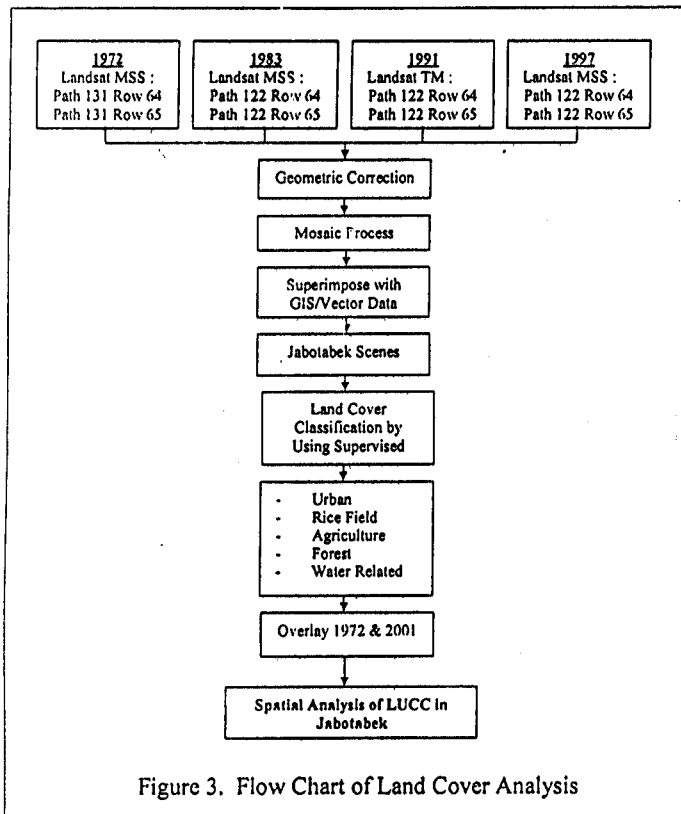 1972
Landsat MSS :
Path 131 Row 64
Path 131 Row 65
1983
Landsat MSS :
Path 122 Row 64
Path 122 Row 65
1991
Landsat TM :
Path 122 Row 64
Path 122 Row 65
1997
Landsat MSS :
Path 122 Row 64
Path 122 Row 65
Geometric Correction
Mosaic Process
Superimpose with
GIS/Vector Data
Jabotabek Scenes
Land Cover
Classification by
Using Supervised
- Urban
- Rice Field
- Agriculture
- Forest
- Water Related
Overlay 1972 & 2001
Spatial Analysis of LUCC in
Jabotabek
Figure 3. Flow Chart of Land Cover Analysis